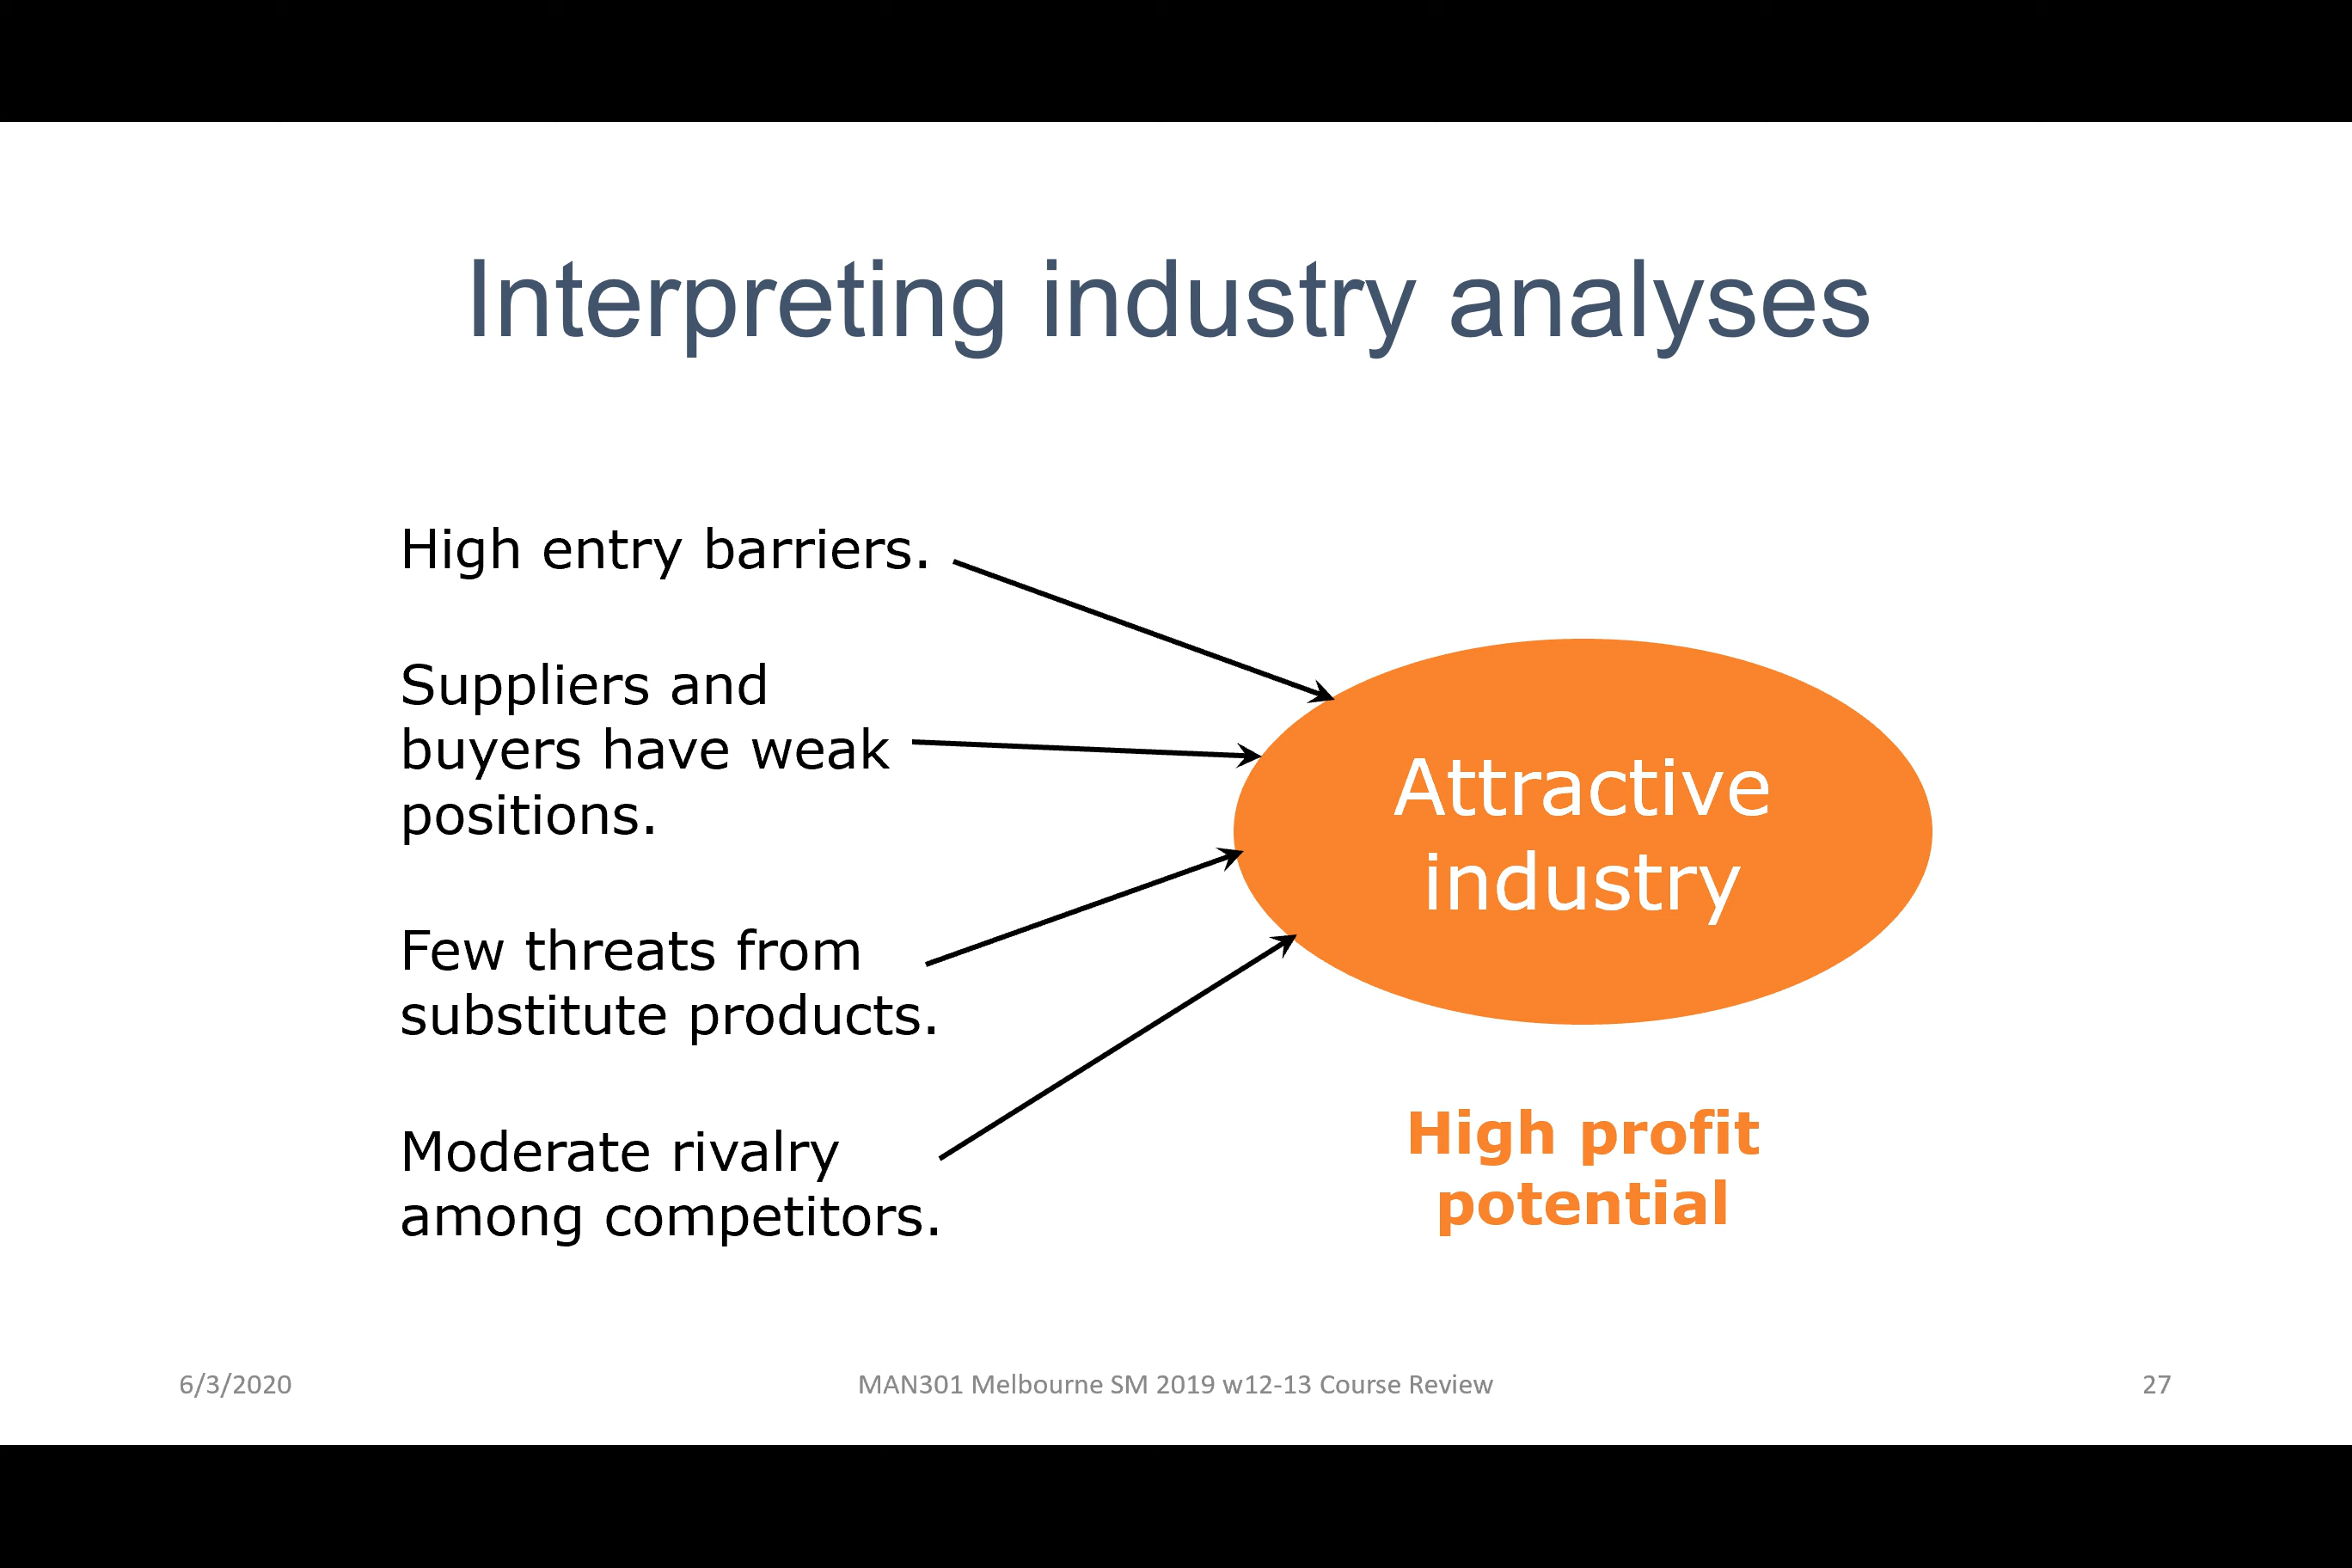 Interpreting industry analyses
High entry barriers.
Suppliers and
buyers have weak
positions.
Few threats from
substitute products.
Moderate rivalry
among competitors.
Attractive
industry
High profit
potential
6/3/2020
MAN301 Melbourne SM 2019 w12-13 Course Review
27